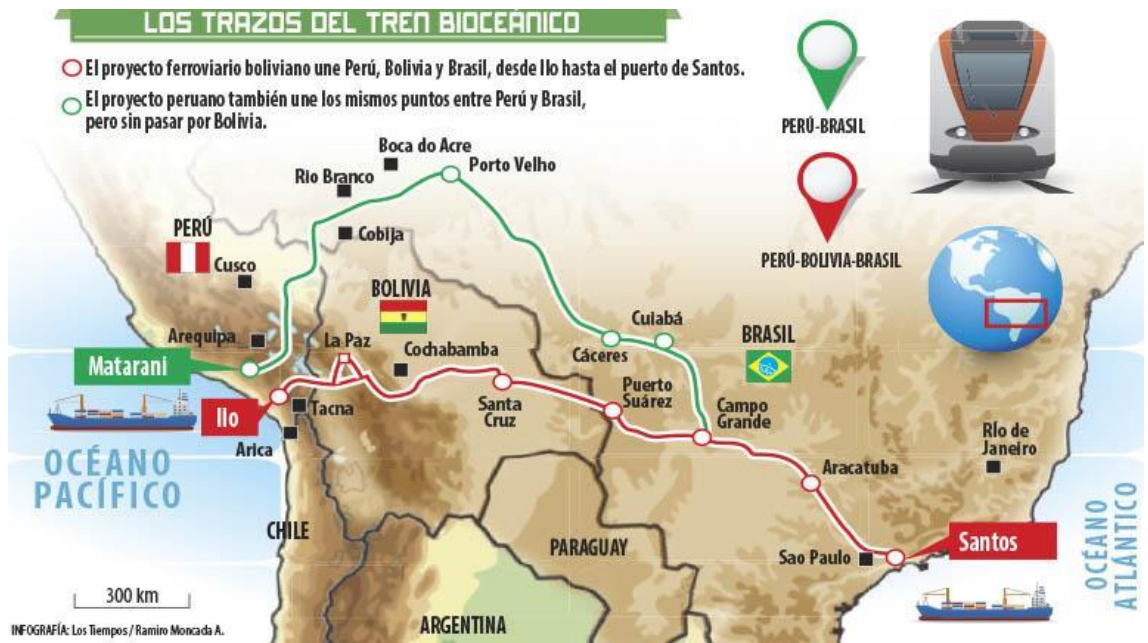 LOS TRAZOS DEL TREN BIOCEÁNICO
El proyecto ferroviario boliviano une Perú, Bolivia y Brasil, desde Ilo hasta el puerto de Santos.
El proyecto peruano también une los mismos puntos entre Perú y Brasil,
pero sin pasar por Bolivia.
PERÚ-BRASIL
PERÚ-BOLIVIA-BRASIL
Boca do Acre
Porto Velho
Rio Branco
PERÚ
Cobija
Cusco
BOLIVIA
Arequipa
La Paz
Cochabamba
Cuiabá
BRASIL
Cáceres
Matarani
Puerto
Suárez
Ilo
Tacna
Santa
Cruz
Campo
Grande
Arica
RÍo de
Janeiro
Aracatuba
OCÉANO
PACÍFICO
OCÉANO
ATLÁNTICO
CHILE
PARAGUAY
Santos
Sao Paulo
300 km
ARGENTINA
INFOGRAFÍA: Los Tiempos / Ramiro Moncada A.